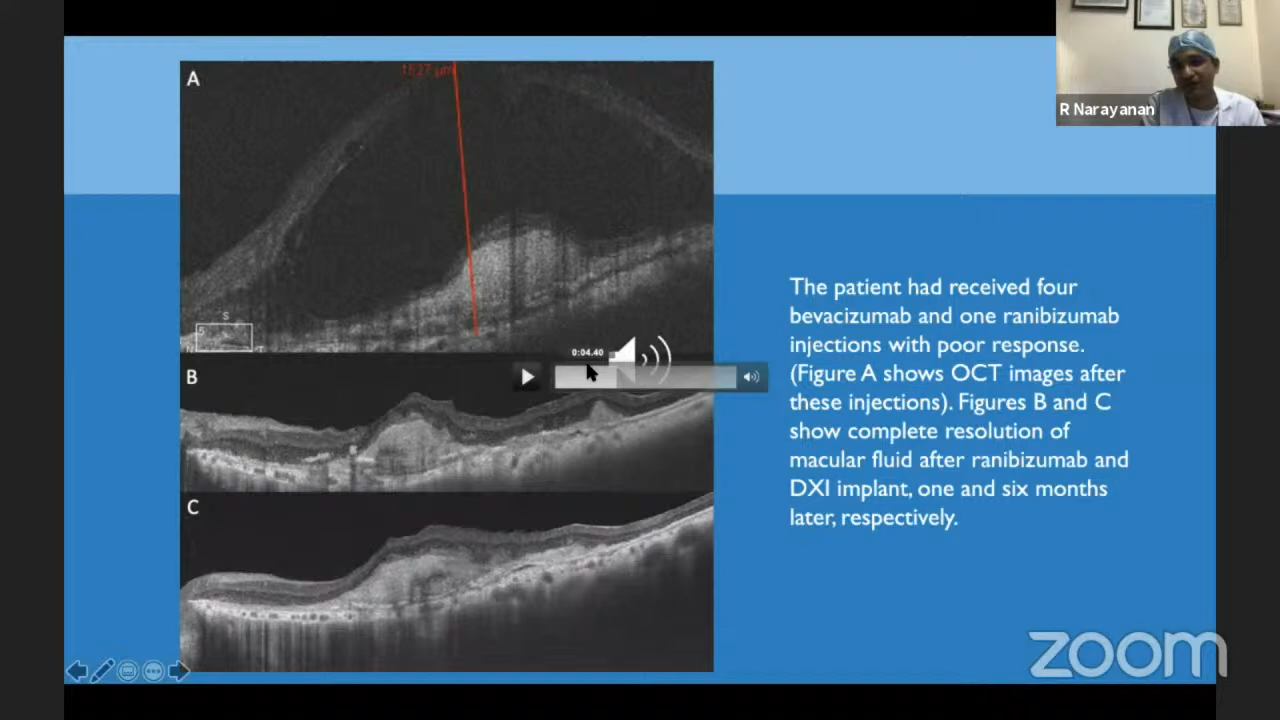 A
1627 µm
R Narayanan
S
T
0:04.40
B
C
The patient had received four
bevacizumab and one ranibizumab
injections with poor response.
(Figure A shows OCT images after
these injections). Figures B and C
show complete resolution of
macular fluid after ranibizumab and
DXI implant, one and six months
later, respectively.
zoom